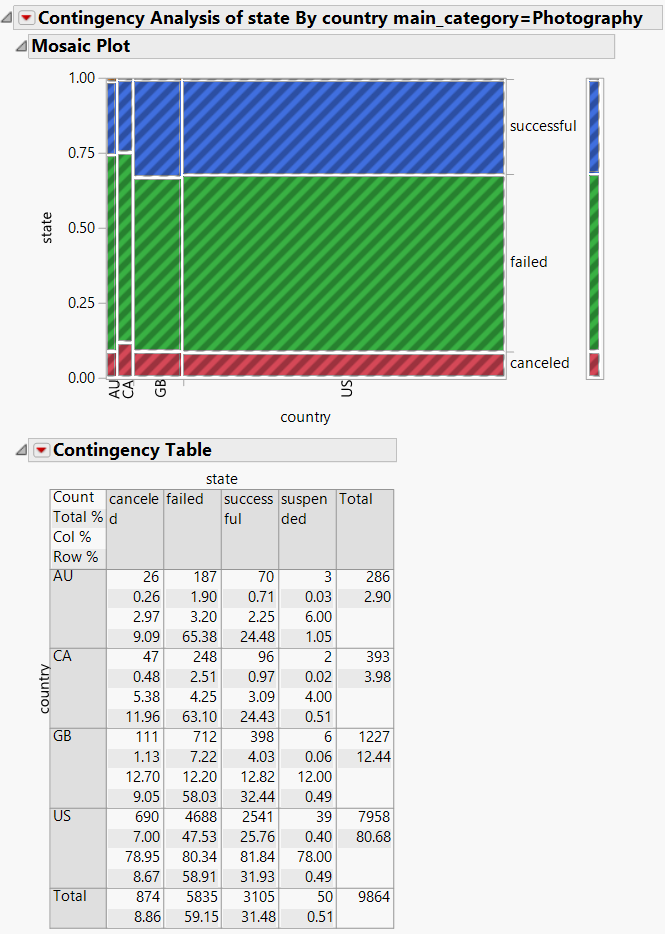 Contingency Analysis of state By country main_category=Photography
Mosaic Plot
1.00
0.75
0.50
0.25
0.00
state
successful
failed
canceled
AU
CA
GB
US
country
Contingency Table
state
Count
Total %
Col %
Row %
cancele
d
failed
success
ful
suspen
ded
Total
country
AU 26 187 70 3 286
0.26 1.90 0.71 0.03 2.90
2.97 3.20 2.25 6.00
9.09 65.38 24.48 1.05
CA 47 248 96 2 393
0.48 2.51 0.97 0.02 3.98
5.38 4.25 3.09 4.00
11.96 63.10 24.43 0.51
GB 111 712 398 6 1227
1.13 7.22 4.03 0.06 12.44
12.70 12.20 12.82 12.00
9.05 58.03 32.44 0.49
US 690 4688 2541 39 7958
7.00 47.53 25.76 0.40 80.68
78.95 80.34 81.84 78.00
8.67 58.91 31.93 0.49
Total 874 5835 3105 50 9864
8.86 59.15 31.48 0.51